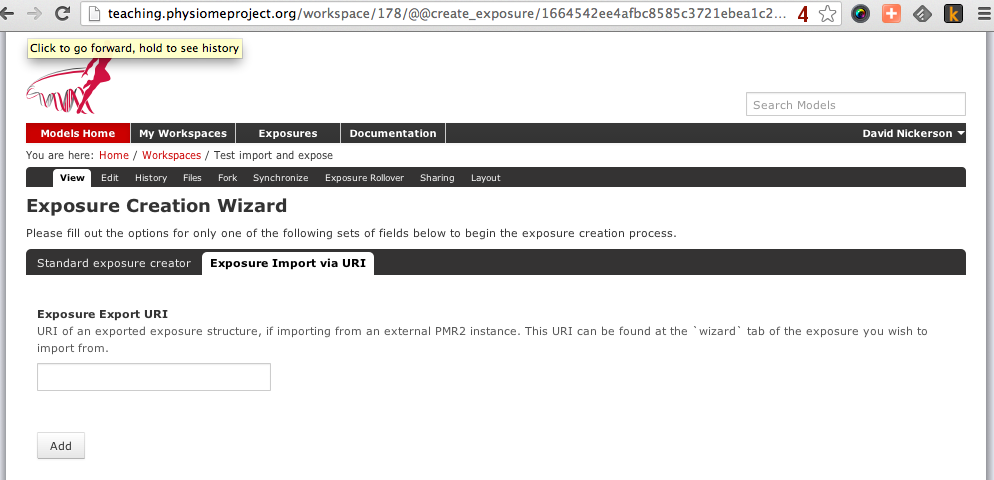 teaching.physiomeproject.org/workspace/178/@@create_exposure/1664542ee4afbc8585c3721ebea1c2... 4
Click to go forward, hold to see history
Search Models
Models Home My Workspaces Exposures Documentation David Nickerson
You are here: Home / Workspaces / Test import and expose
View Edit History Files Fork Synchronize Exposure Rollover Sharing Layout
Exposure Creation Wizard
Please fill out the options for only one of the following sets of fields below to begin the exposure creation process.
Standard exposure creator Exposure Import via URI
Exposure Export URI
URI of an exported exposure structure, if importing from an external PMR2 instance. This URI can be found at the `wizard` tab of the exposure you wish to
import from.
Add